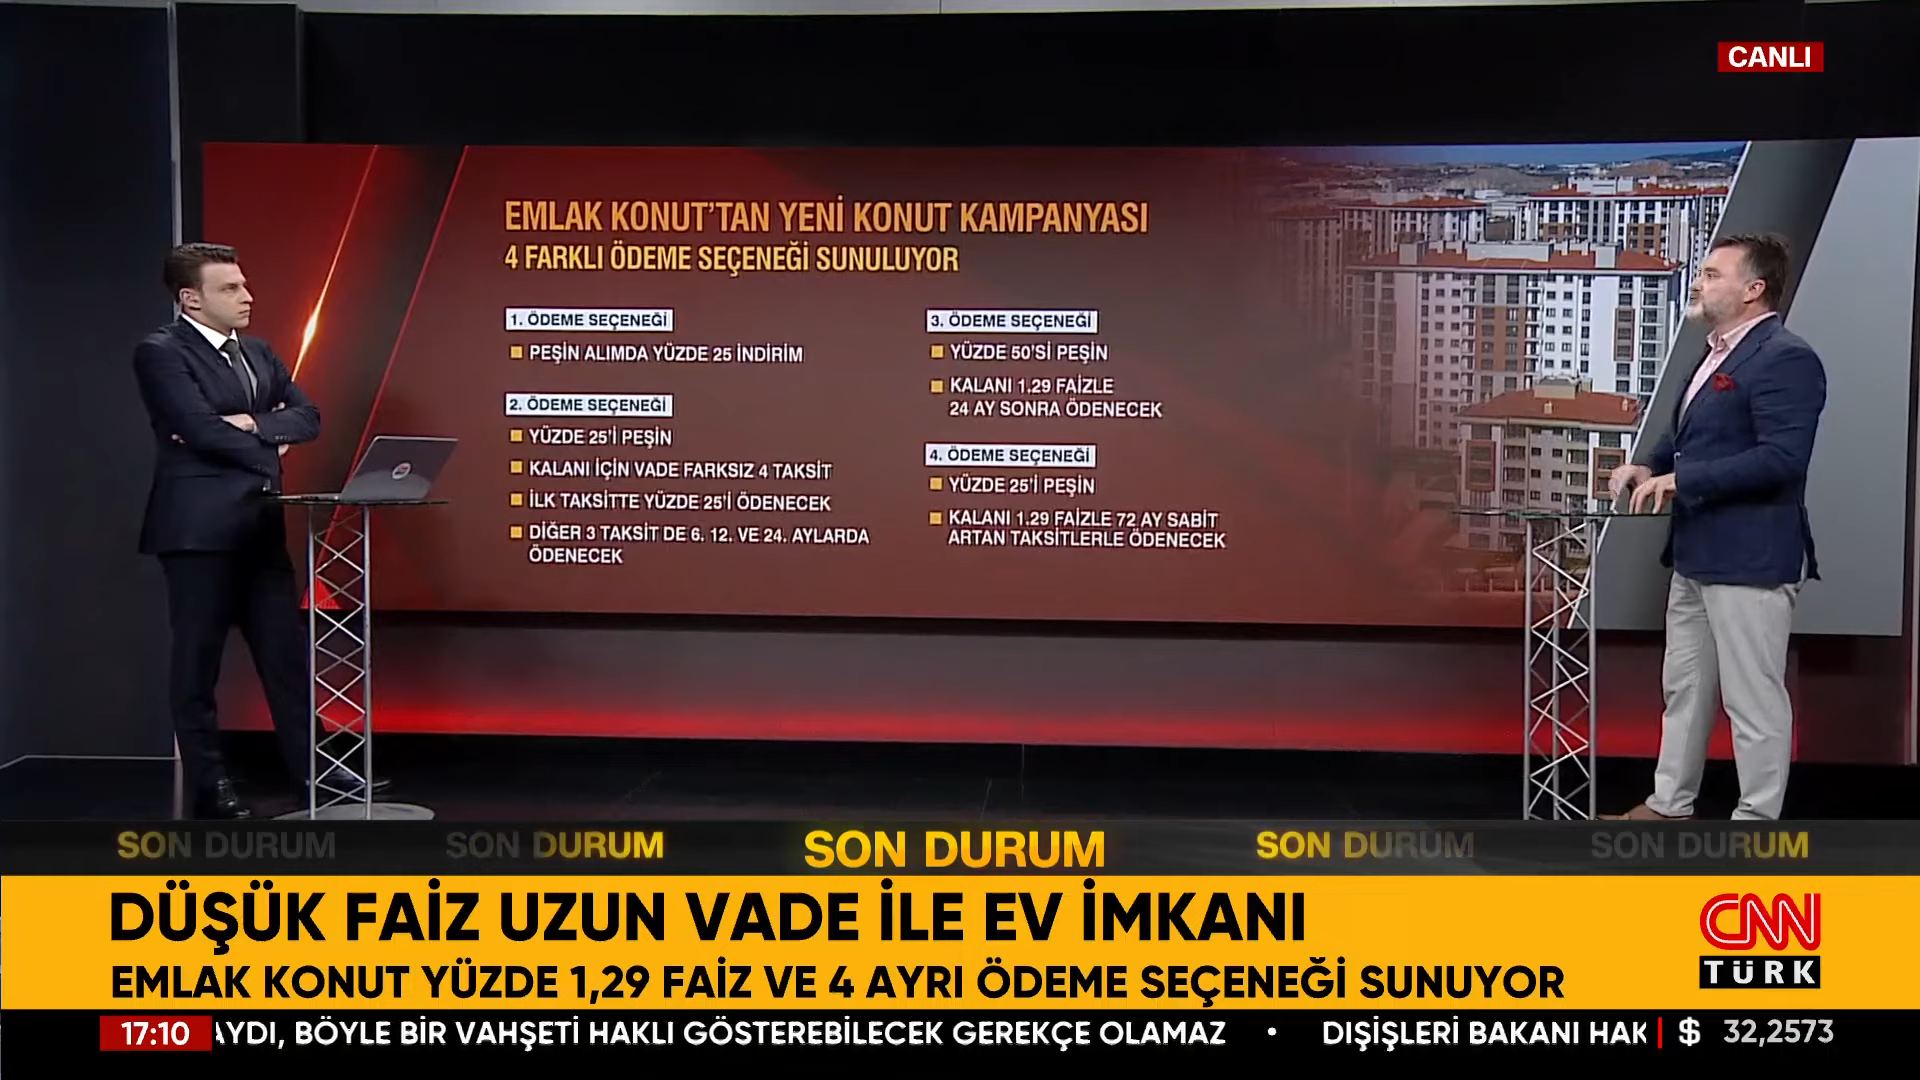 CANLI
EMLAK KONUT'TAN YENİ KONUT KAMPANYASI
4 FARKLI ÖDEME SEÇENEĞİ SUNULUYOR
1. ÖDEME SEÇENEĞİ
PEŞİN ALIMDA YÜZDE 25 İNDİRİM
2. ÖDEME SEÇENEĞİ
YÜZDE 25'İ PEŞİN
KALANI İÇİN VADE FARKSIZ 4 TAKSİT
İLK TAKSİTTE YÜZDE 25'İ ÖDENECEK
DİĞER 3 TAKSİT DE 6. 12. VE 24. AYLARDA
ÖDENECEK
3. ÖDEME SEÇENEĞİ
YÜZDE 50'Sİ PEŞİN
KALANI 1.29 FAİZLE
24 AY SONRA ÖDENECEK
4. ÖDEME SEÇENEĞİ
YÜZDE 25'İ PEŞİN
KALANI 1.29 FAİZLE 72 AY SABİT
ARTAN TAKSİTLERLE ÖDENECEK
SON DURUM SON DURUM SON DURUM SON DURUM SON DURUM
DÜŞÜK FAİZ UZUN VADE İLE EV İMKANI
EMLAK KONUT YÜZDE 1,29 FAİZ VE 4 AYRI ÖDEME SEÇENEĞİ SUNUYOR
CNN
TÜRK
17:10 AYDI, BÖYLE BİR VAHŞETİ HAKLI GÖSTEREBİLECEK GEREKÇE OLAMAZ • DIŞİŞLERİ BAKANI HAK $ 32,2573